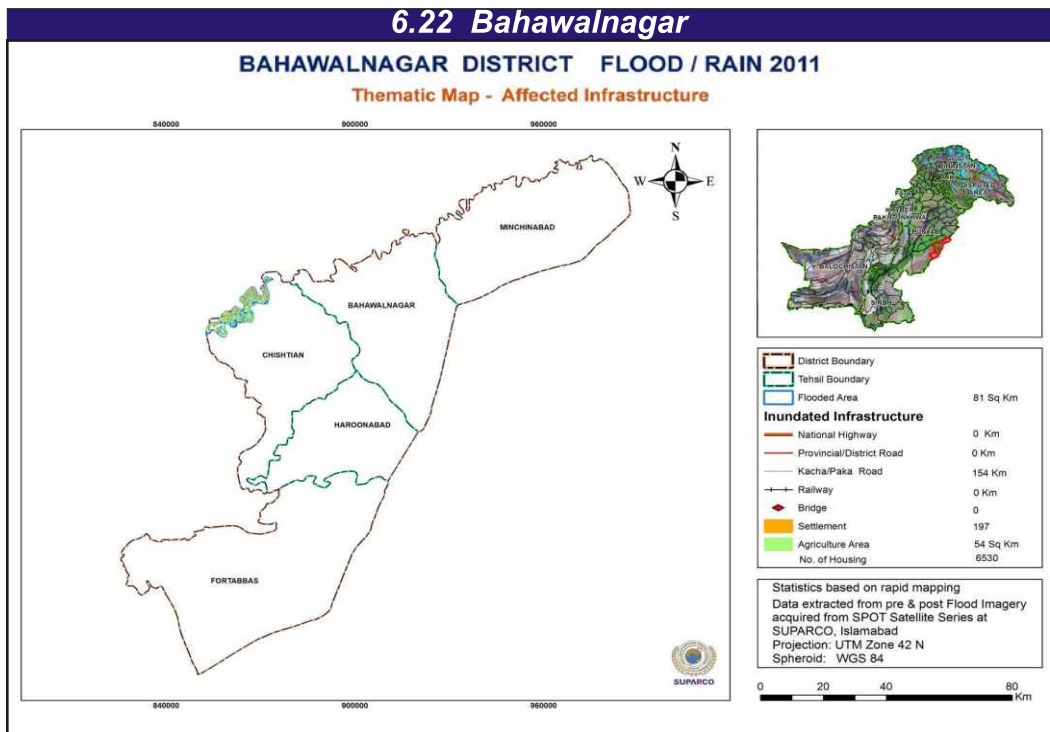 6.22 Bahawalnagar
BAHAWALNAGAR DISTRICT FLOOD / RAIN 2011
Thematic Map - Affected Infrastructure
840000 900000 960000
N
W E
S
MINCHINABAD
BAHAWALNAGAR
CHISHTIAN
HAROONABAD
FORTABBAS
SUPARCO
840000 900000 960000
DISPUTED
AREA
PAKHTUNKHWA
BALOCHISTAN
District Boundary
Tehsil Boundary
Flooded Area 81 Sq Km
Inundated Infrastructure
National Highway 0 Km
Provincial/District Road 0 Km
Kacha/Paka Road 154 Km
Railway 0 Km
Bridge 0
Settlement 197
Agriculture Area 54 Sq Km
No. of Housing 6530
Statistics based on rapid mapping
Data extracted from pre & post Flood Imagery
acquired from SPOT Satellite Series at
SUPARCO, Islamabad
Projection: UTM Zone 42 N
Spheroid: WGS 84
0 20 40 80
Km